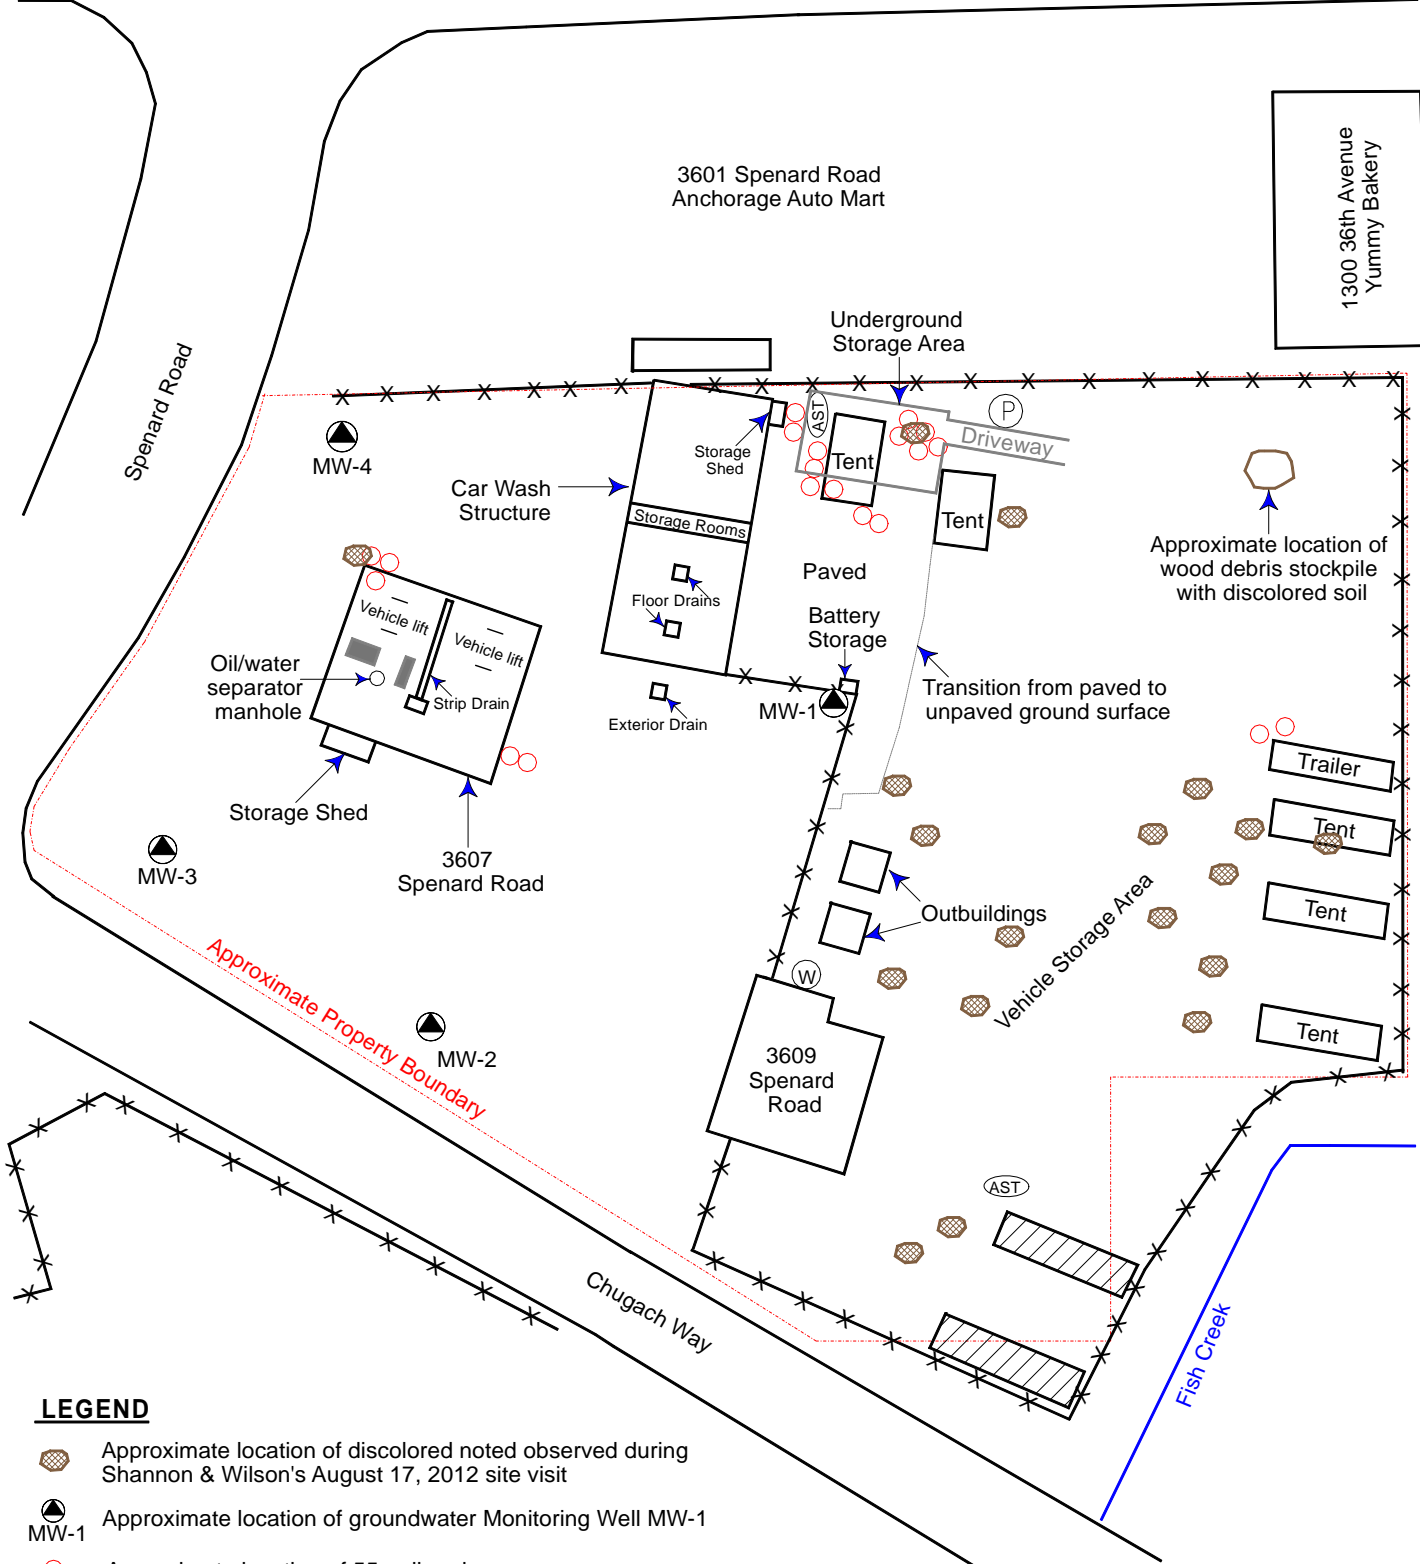 3601 Spenard Road
Anchorage Auto Mart
1300 36th Avenue
Yummy Bakery
Spenard Road
Underground
Storage Area
P
AST
Driveway
Storage
Shed
Tent
Tent
MW-4
Car Wash
Structure
Storage Rooms
Approximate location of
wood debris stockpile
with discolored soil
Paved
Floor Drains
Battery
Storage
Vehicle lift
Vehicle lift
Oil/water
separator
manhole
Strip Drain
Exterior Drain
MW-1
Transition from paved to
unpaved ground surface
Storage Shed
3607
Spenard Road
Trailer
Tent
MW-3
Outbuildings
Tent
Vehicle Storage Area
Approximate Property Boundary
W
MW-2
3609
Spenard
Road
Tent
AST
Chugach Way
Fish Creek
LEGEND
Approximate location of discolored noted observed during
Shannon & Wilson's August 17, 2012 site visit
MW-1
Approximate location of groundwater Monitoring Well MW-1